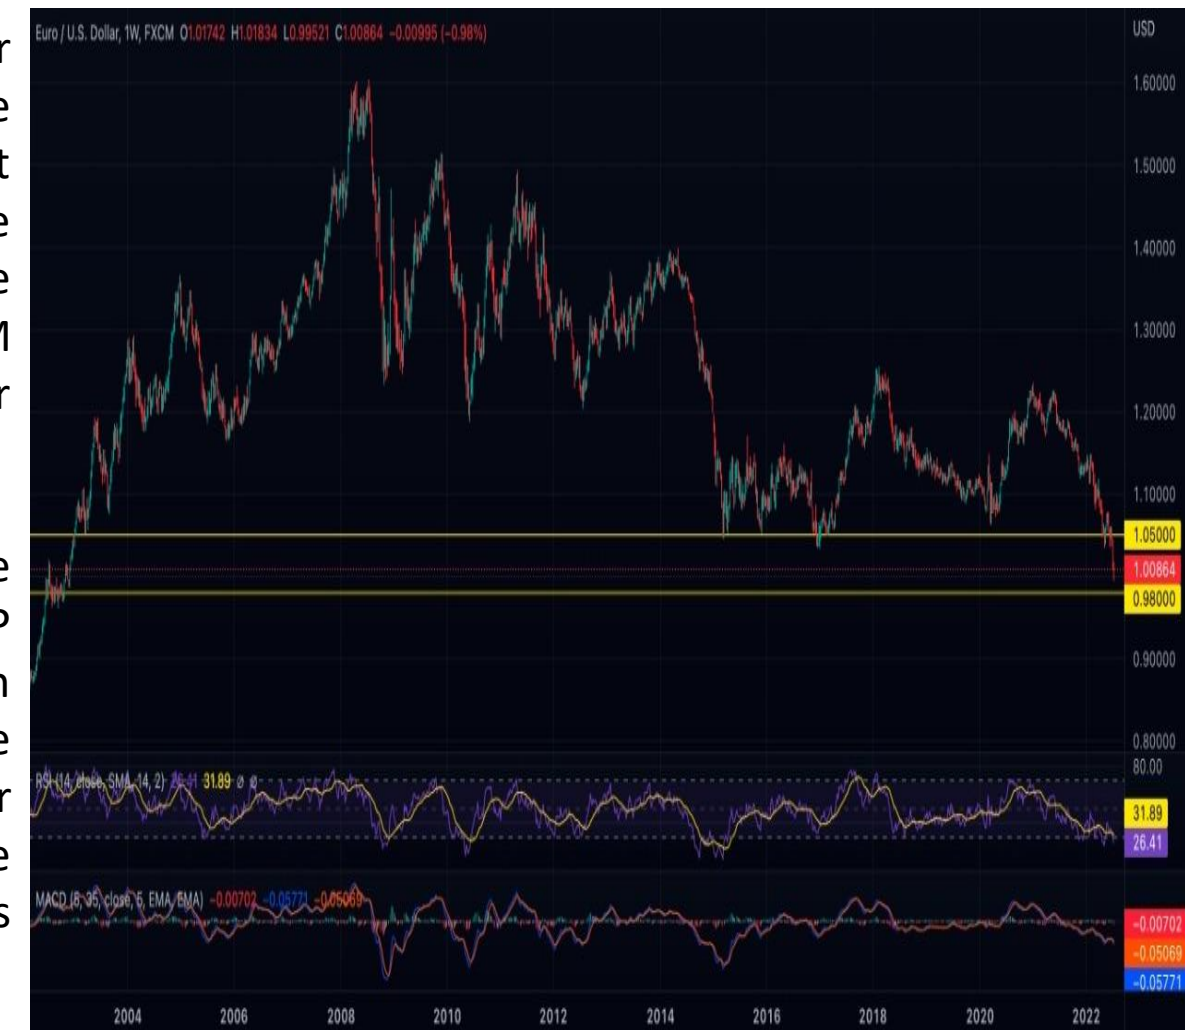 r
e
t
e
e
M
r
e
P
n
e
r
e
s
Euro / U.S. Dollar, 1W, FXCM O1.01742 H1.01834 L0.99521 C1.00864 −0.00995 (−0.98%)
USD
1.60000
1.50000
1.40000
1.30000
1.20000
1.10000
1.05000
1.00864
0.98000
0.90000
0.80000
RSI (14, close, SMA, 14, 2) 26.41 31.89 ø ø
80.00
31.89
26.41
MACD (8, 35, close, 5, EMA, EMA) −0.00702 −0.05771 −0.05069
−0.00702
−0.05069
−0.05771
2004 2006 2008 2010 2012 2014 2016 2018 2020 2022